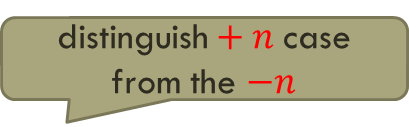 distinguish + n case
from the −n